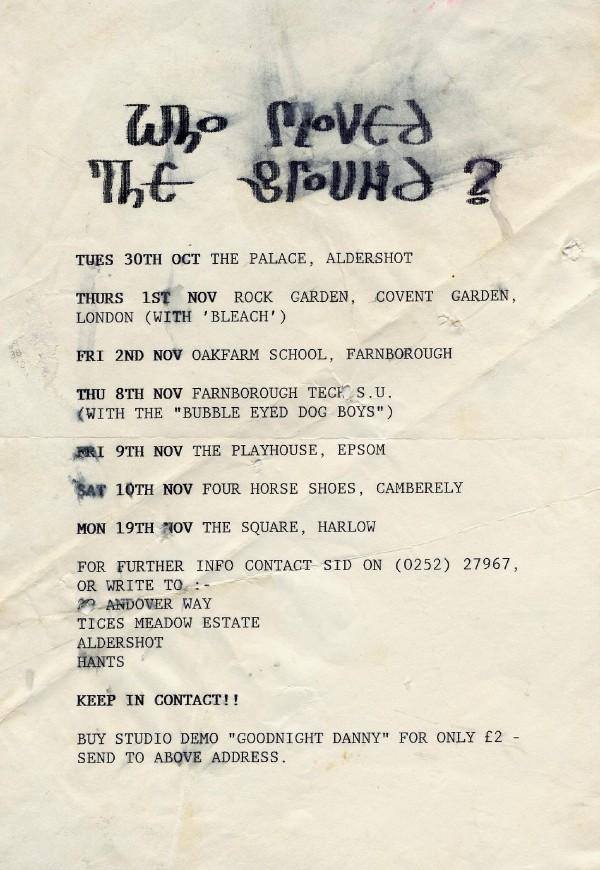 WHO MOVED
THE GROUND?
TUES 30TH OCT THE PALACE, ALDERSHOT
THURS 1ST NOV ROCK GARDEN, COVENT GARDEN,
LONDON (WITH 'BLEACH')
FRI 2ND NOV OAKFARM SCHOOL, FARNBOROUGH
THU 8TH NOV FARNBOROUGH TECH S.U.
(WITH THE "BUBBLE EYED DOG BOYS")
FRI 9TH NOV THE PLAYHOUSE, EPSOM
SAT 10TH NOV FOUR HORSE SHOES, CAMBERELY
MON 19TH NOV THE SQUARE, HARLOW
FOR FURTHER INFO CONTACT SID ON (0252) 27967,
OR WRITE TO :-
ANDOVER WAY
TICES MEADOW ESTATE
ALDERSHOT
HANTS
KEEP IN CONTACT!!
BUY STUDIO DEMO "GOODNIGHT DANNY" FOR ONLY £2 -
SEND TO ABOVE ADDRESS.